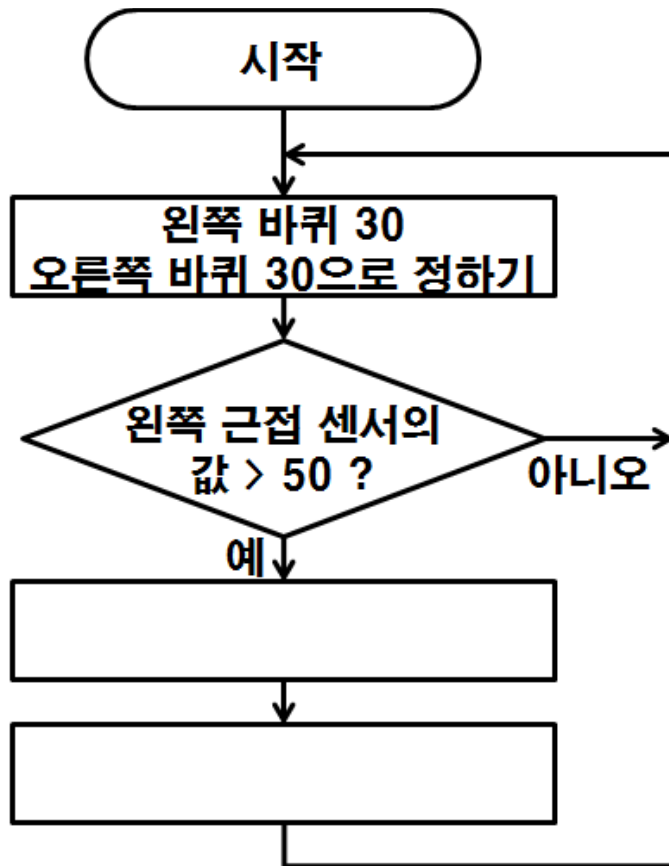 시작
왼쪽 바퀴 30
오른쪽 바퀴 30으로 정하기
왼쪽 근접 센서의
값 > 50 ?
아니오
예